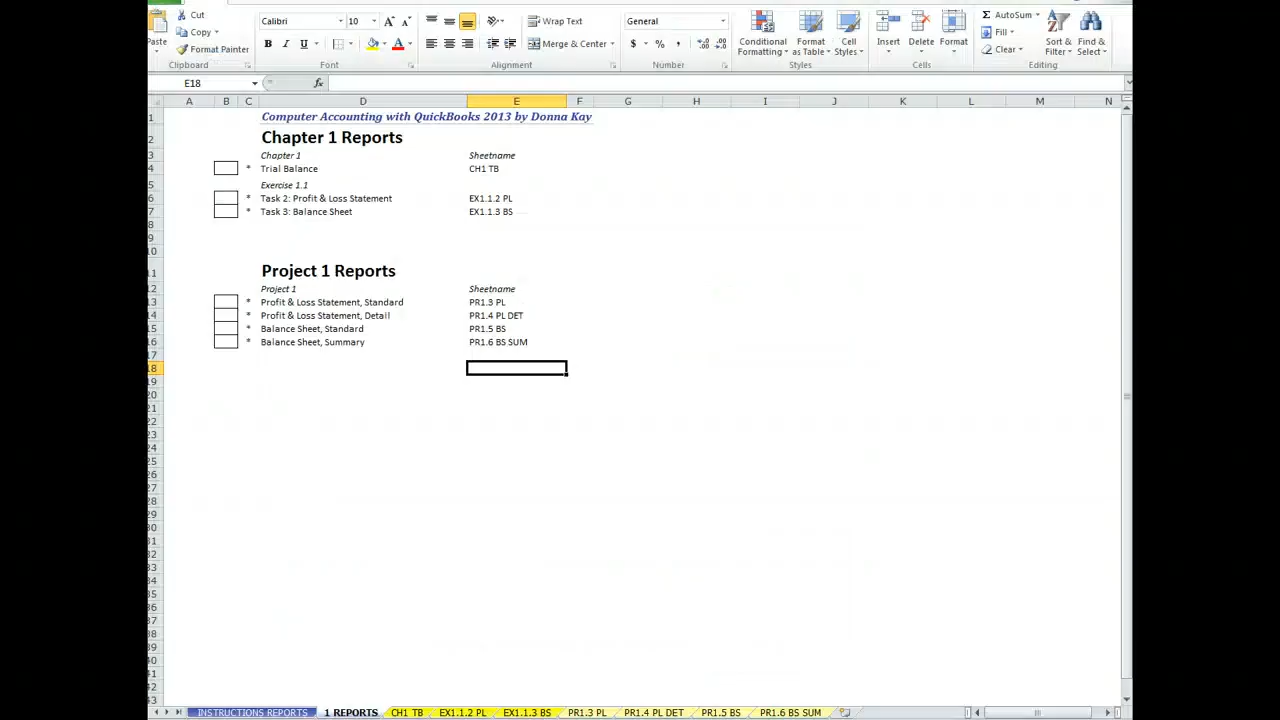 Cut
Calibri 10 A A Wrap Text General AutoSum
Copy Fill
Paste Format Painter B I U A Merge & Center $ % , Conditional Formatting Format as Table Cell Styles Insert Delete Format Clear Sort & Filter Find & Select
Clipboard Font Alignment Number Styles Cells Editing
E18 fx
A B C D E F G H I J K L M N
Computer Accounting with QuickBooks 2013 by Donna Kay
Chapter 1 Reports
Chapter 1 Sheetname
* Trial Balance CH1 TB
Exercise 1.1
* Task 2: Profit & Loss Statement EX1.1.2 PL
* Task 3: Balance Sheet EX1.1.3 BS
Project 1 Reports
Project 1 Sheetname
* Profit & Loss Statement, Standard PR1.3 PL
* Profit & Loss Statement, Detail PR1.4 PL DET
* Balance Sheet, Standard PR1.5 BS
* Balance Sheet, Summary PR1.6 BS SUM
INSTRUCTIONS REPORTS 1 REPORTS CH1 TB EX1.1.2 PL EX1.1.3 BS PR1.3 PL PR1.4 PL DET PR1.5 BS PR1.6 BS SUM